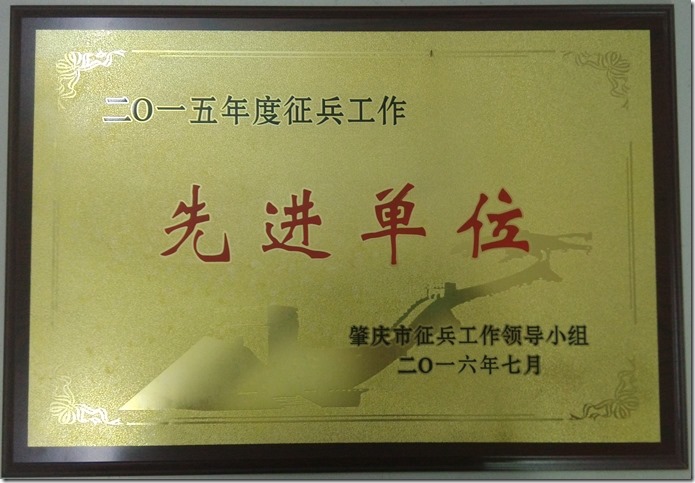 二O一五年度征兵工作
先进单位
肇庆市征兵工作领导小组
二O一六年七月